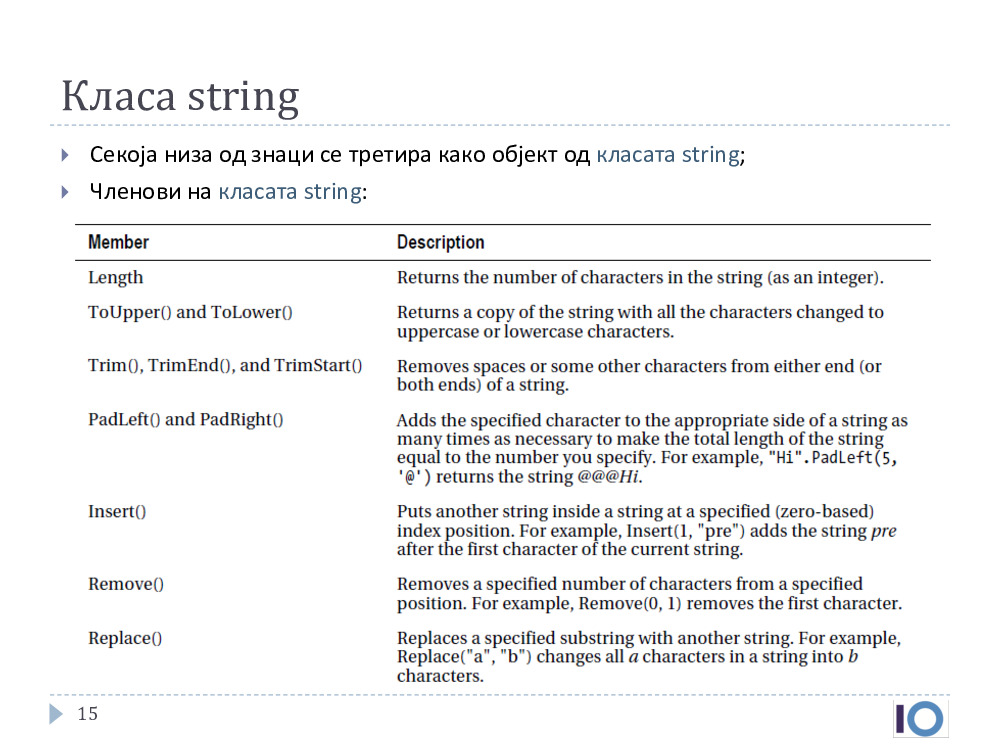 Класа string
Секоја низа од знаци се третира како објект од класата string;
Членови на класата string:
Member Description
Length Returns the number of characters in the string (as an integer).
ToUpper() and ToLower() Returns a copy of the string with all the characters changed to
uppercase or lowercase characters.
Trim(), TrimEnd(), and TrimStart() Removes spaces or some other characters from either end (or
both ends) of a string.
PadLeft() and PadRight() Adds the specified character to the appropriate side of a string as
many times as necessary to make the total length of the string
equal to the number you specify. For example, "Hi".PadLeft(5,
'@') returns the string @@@Hi.
Insert() Puts another string inside a string at a specified (zero-based)
index position. For example, Insert(1, "pre") adds the string pre
after the first character of the current string.
Remove() Removes a specified number of characters from a specified
position. For example, Remove(0, 1) removes the first character.
Replace() Replaces a specified substring with another string. For example,
Replace("a", "b") changes all a characters in a string into b
characters.
15
IO